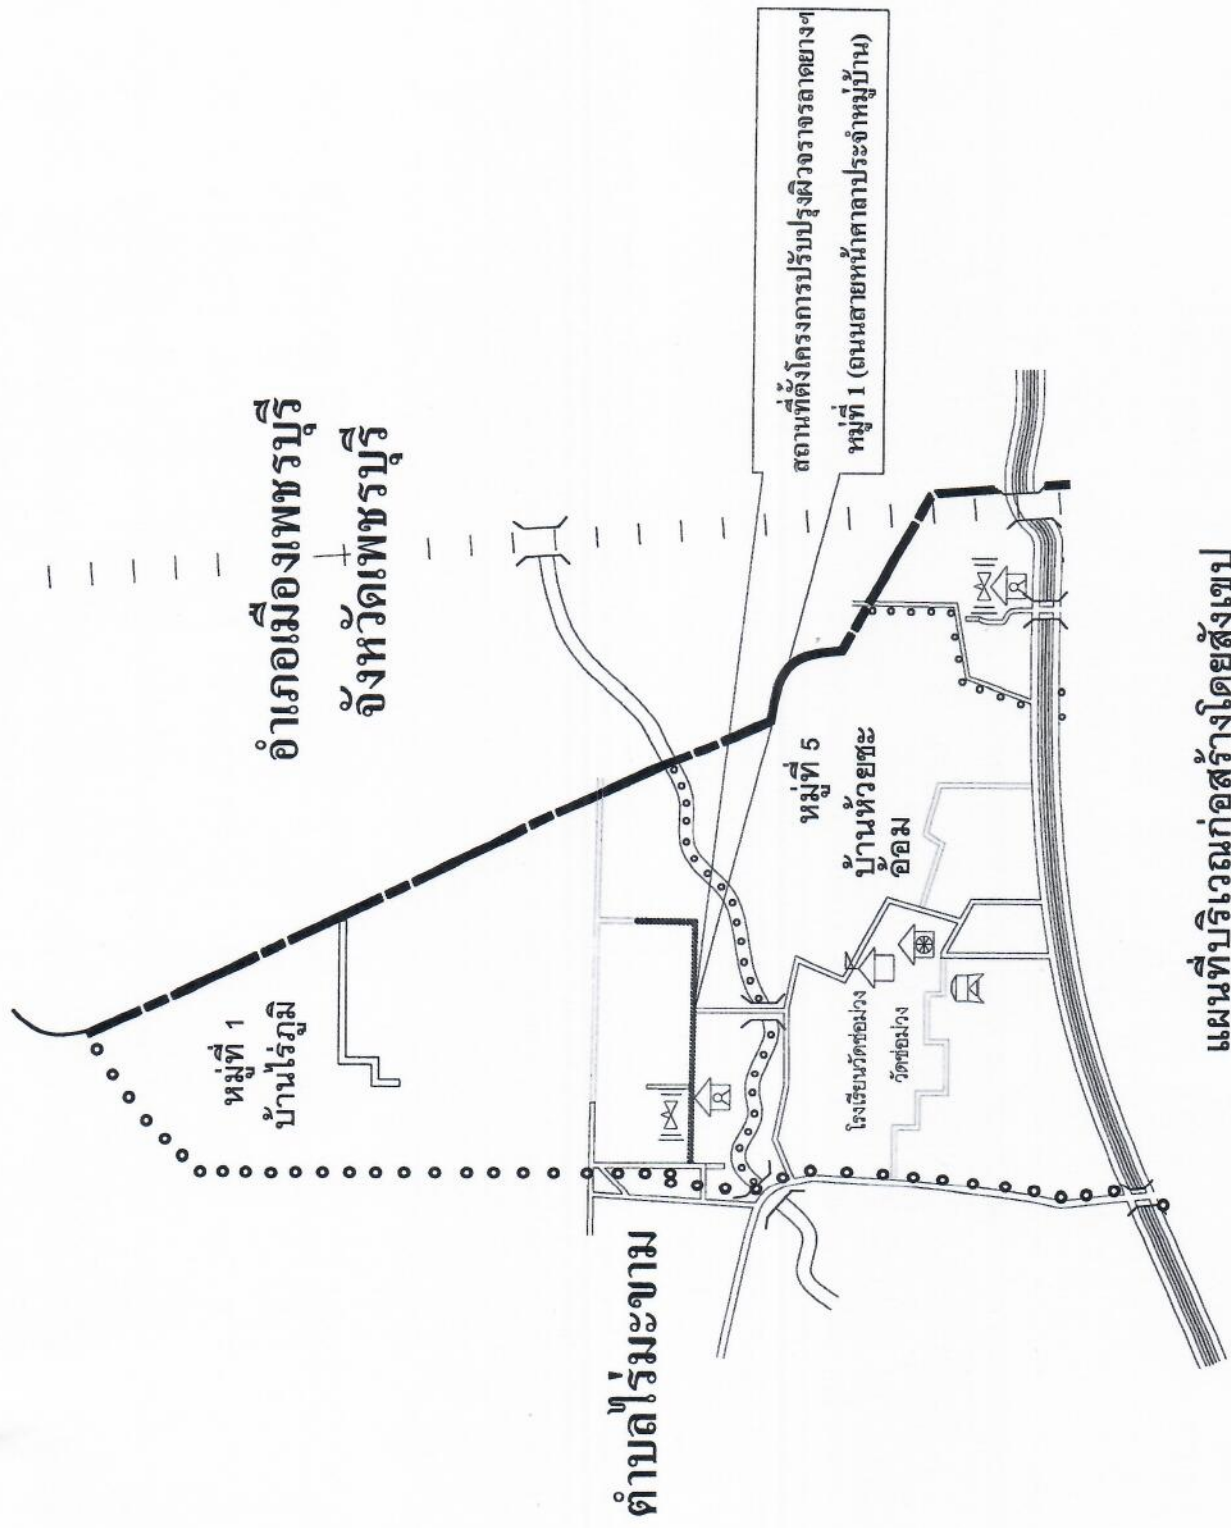 อำเภอเมืองเพชรบุรี
จังหวัดเพชรบุรี
สถานที่ตั้งโครงการปรับปรุงผิวจราจรลาดยางฯ
หมู่ที่ 1 (ถนนสายหน้าศาลาประจำหมู่บ้าน)
หมู่ที่ 1
บ้านไร่ภูมิ
หมู่ที่ 5
บ้านห้วยชะ
อ้อม
โรงเรียนวัดช่อม่วง
วัดช่อม่วง
ตำบลไร่มะขาม
แผนที่บริเวณก่อสร้างโดยสังเขป